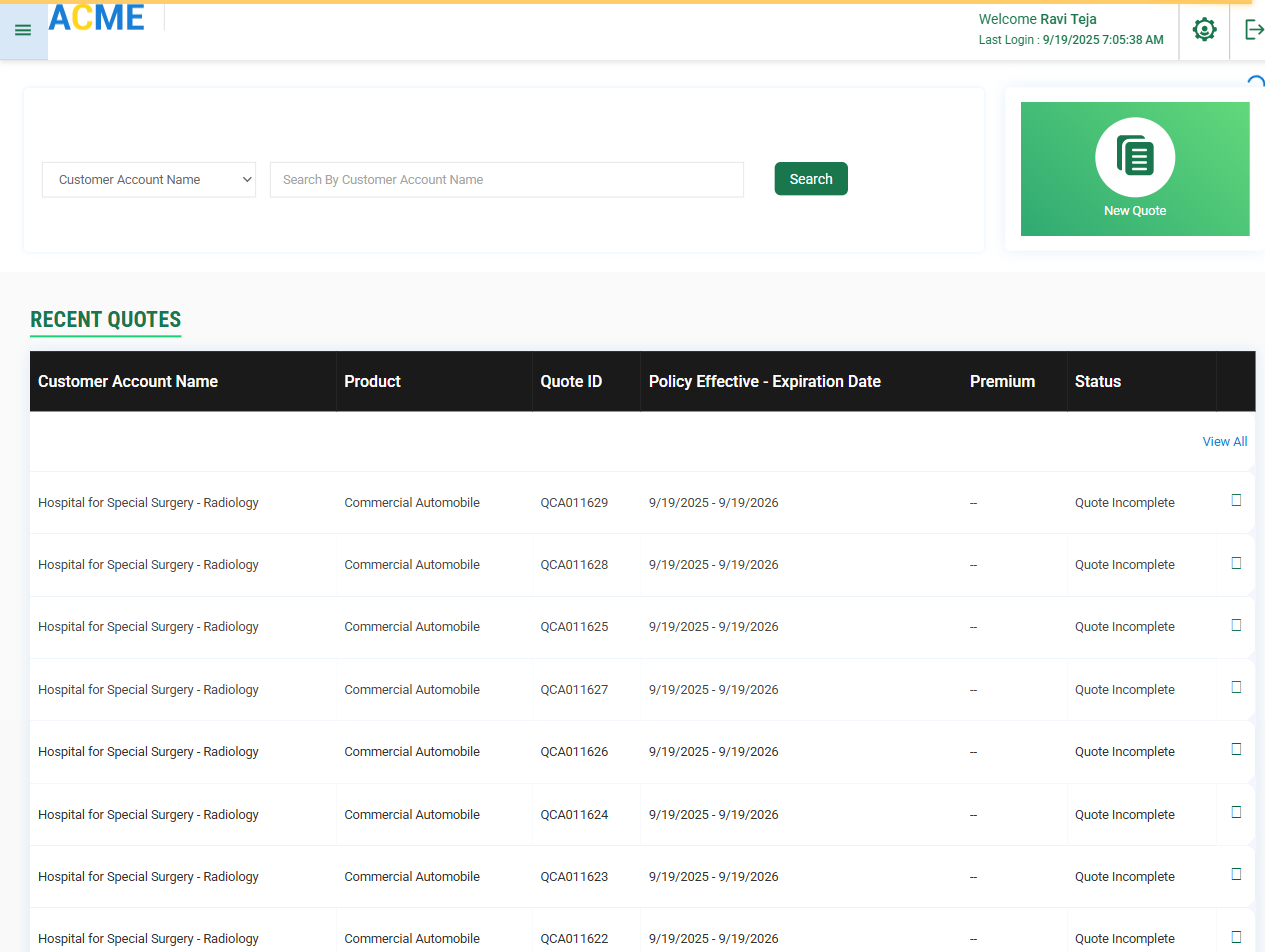 ACME
Welcome Ravi Teja
Last Login : 9/19/2025 7:05:38 AM
Customer Account Name
Search By Customer Account Name
Search
New Quote
RECENT QUOTES
Customer Account Name Product Quote ID Policy Effective - Expiration Date Premium Status
View All
Hospital for Special Surgery - Radiology Commercial Automobile QCA011629 9/19/2025 - 9/19/2026 -- Quote Incomplete
Hospital for Special Surgery - Radiology Commercial Automobile QCA011628 9/19/2025 - 9/19/2026 -- Quote Incomplete
Hospital for Special Surgery - Radiology Commercial Automobile QCA011625 9/19/2025 - 9/19/2026 -- Quote Incomplete
Hospital for Special Surgery - Radiology Commercial Automobile QCA011627 9/19/2025 - 9/19/2026 -- Quote Incomplete
Hospital for Special Surgery - Radiology Commercial Automobile QCA011626 9/19/2025 - 9/19/2026 -- Quote Incomplete
Hospital for Special Surgery - Radiology Commercial Automobile QCA011624 9/19/2025 - 9/19/2026 -- Quote Incomplete
Hospital for Special Surgery - Radiology Commercial Automobile QCA011623 9/19/2025 - 9/19/2026 -- Quote Incomplete
Hospital for Special Surgery - Radiology Commercial Automobile QCA011622 9/19/2025 - 9/19/2026 -- Quote Incomplete